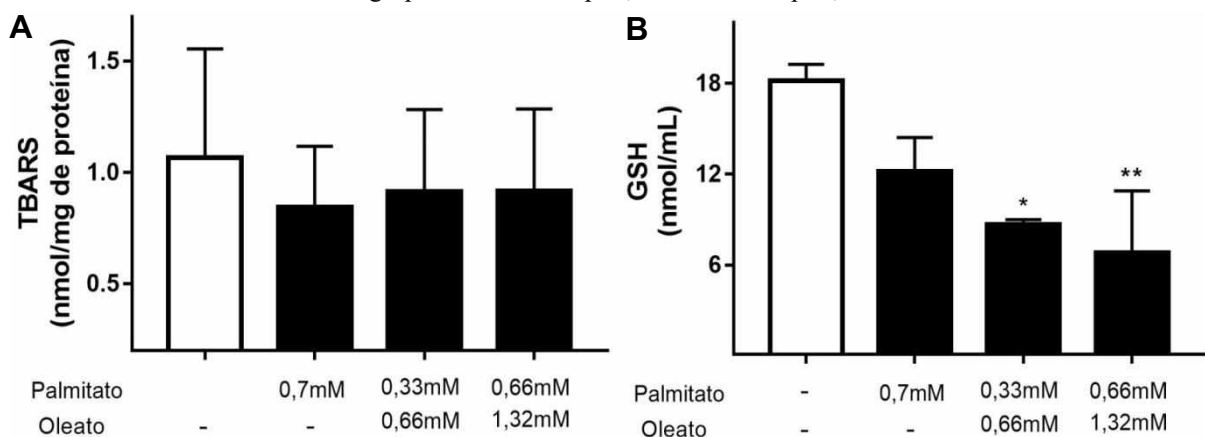 A
TBARS
(nmol/mg de proteína)
1.5
1.0
0.5
Palmitato - 0,7mM 0,33mM 0,66mM
Oleato - - 0,66mM 1,32mM
B
GSH
(nmol/mL)
18
12
6
*
**
Palmitato - 0,7mM 0,33mM 0,66mM
Oleato - - 0,66mM 1,32mM